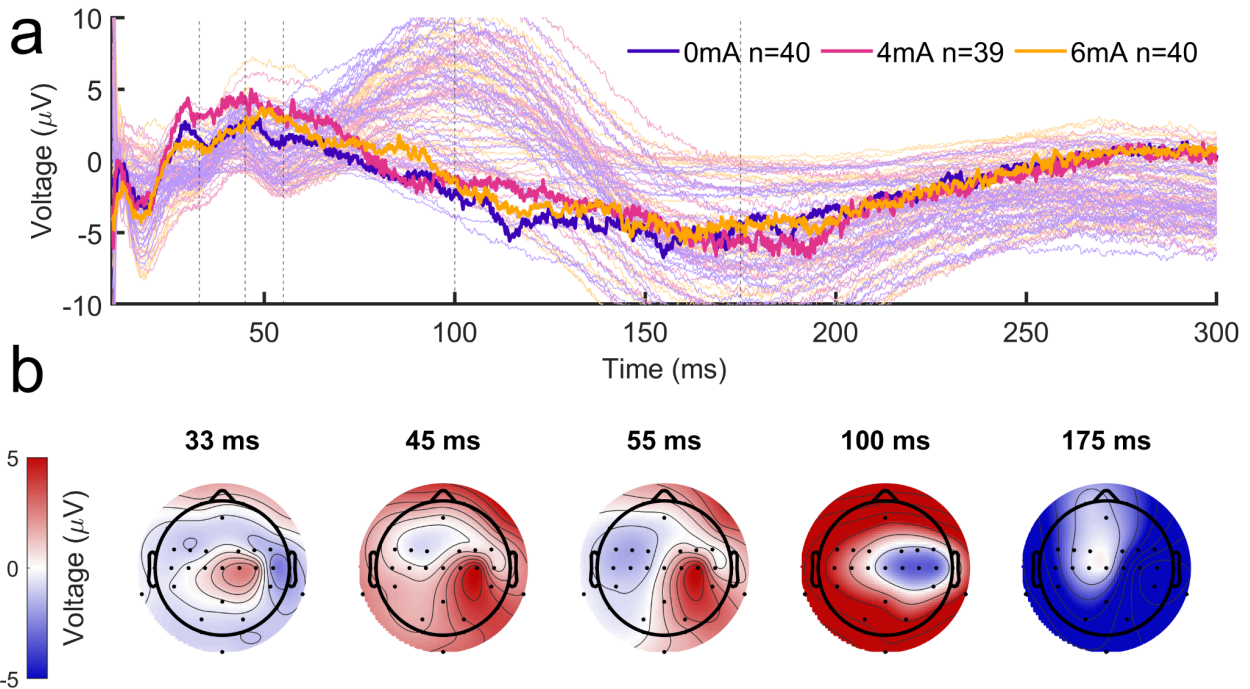 a
10
5
0
-5
-10
Voltage (μV)
0mA n=40 4mA n=39 6mA n=40
50 100 150 200 250 300
Time (ms)
b
33 ms 45 ms 55 ms 100 ms 175 ms
5
0
-5
Voltage (μV)